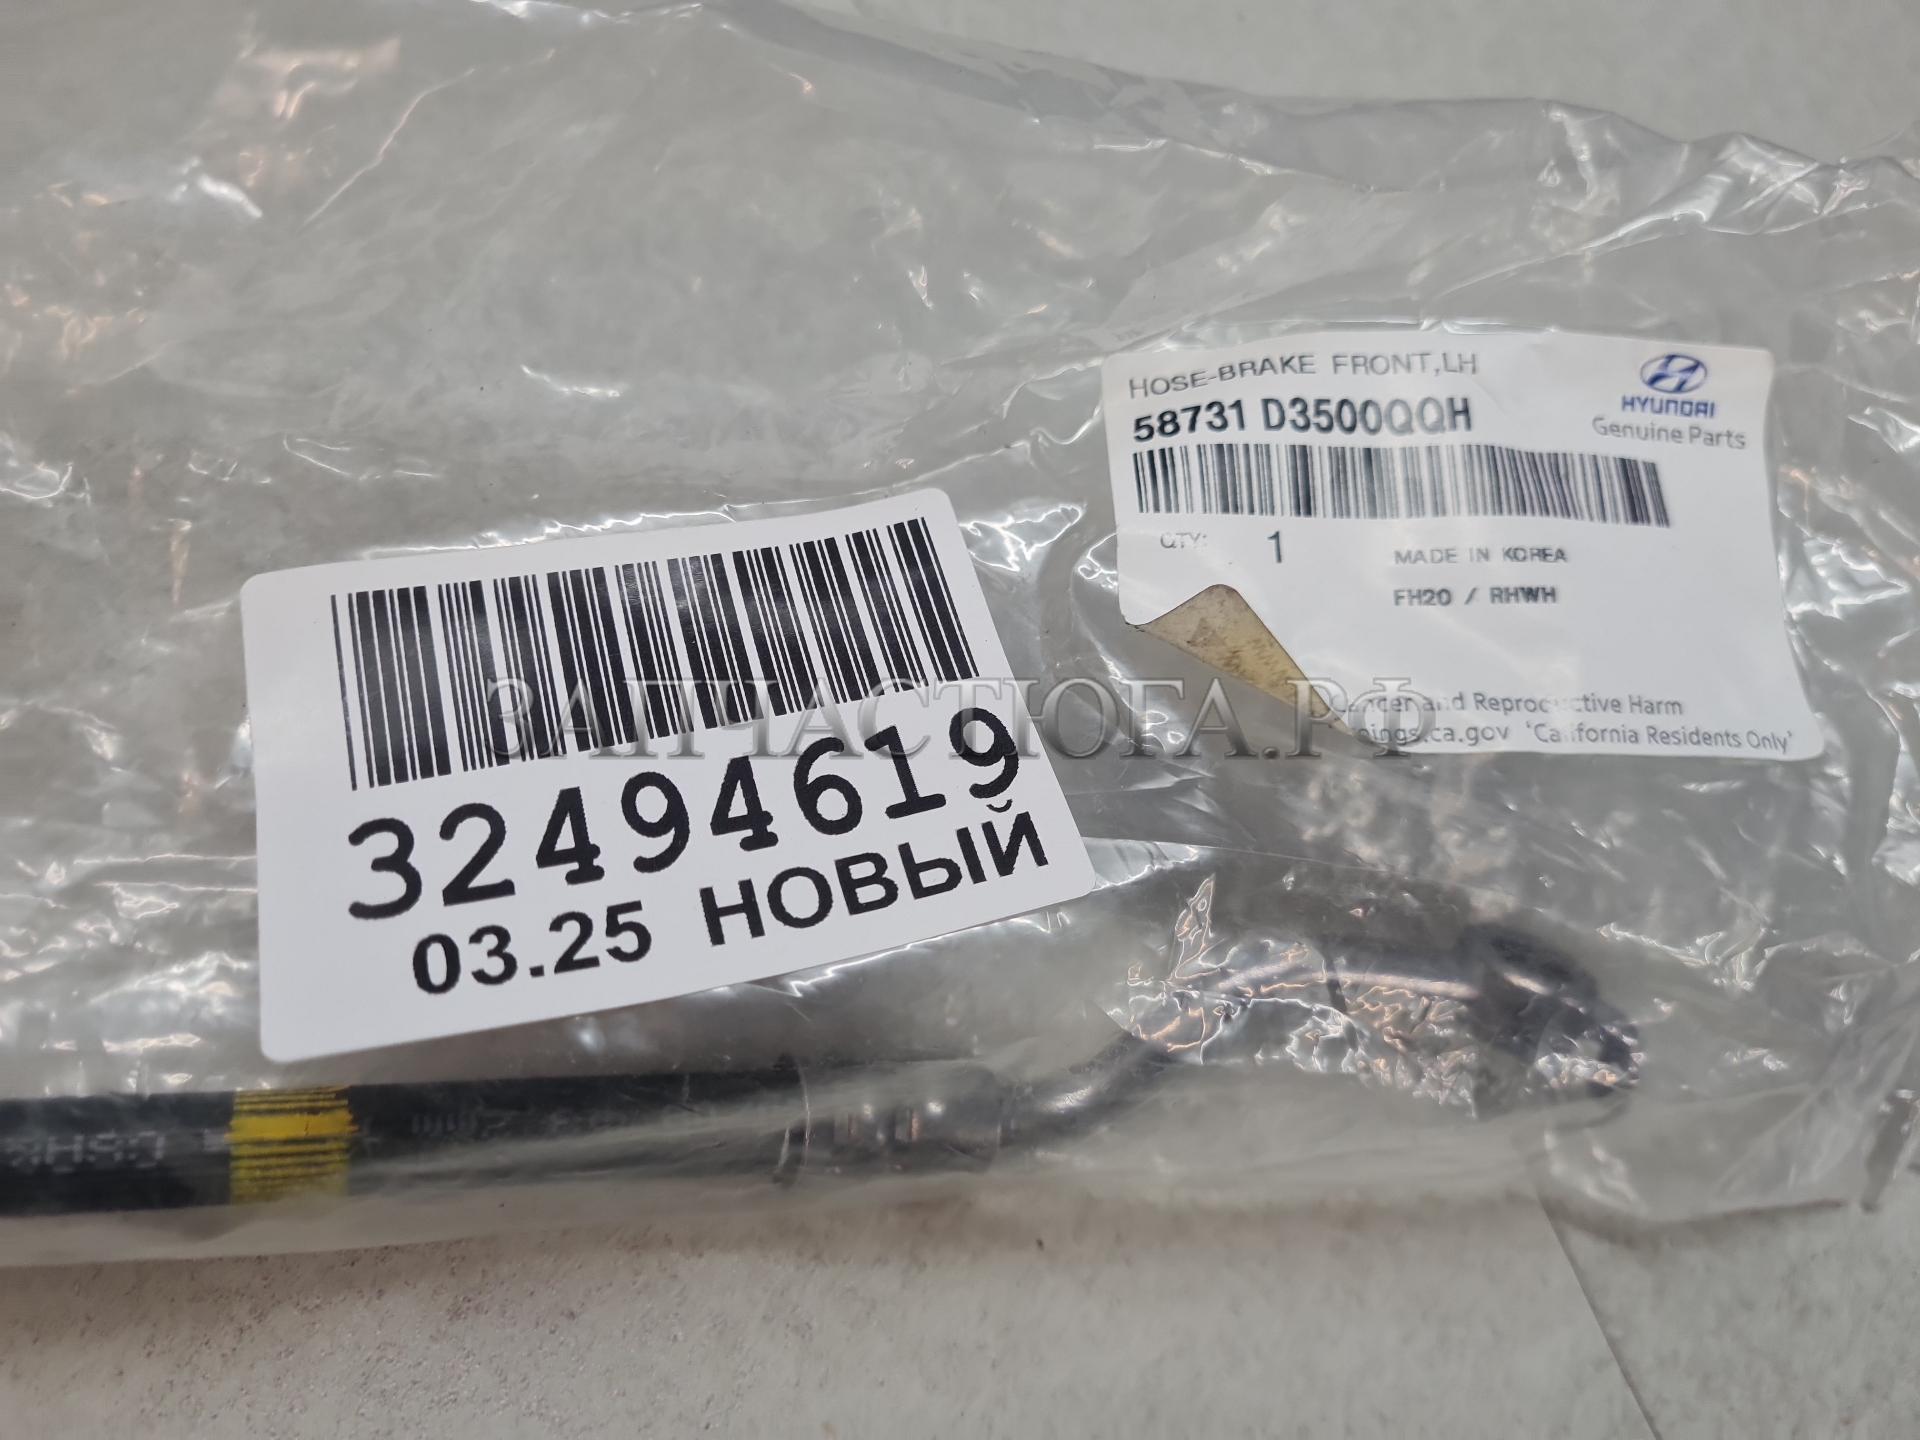 HOSE-BRAKE FRONT,LH
58731 D3500QQH
HYUNDAI
Genuine Parts
QTY: 1
MADE IN KOREA
FH20 / RHWH
and Reproductive Harm
.ca.gov 'California Residents Only'
ЗАПЧАСТЮГА.РФ
32494619
03.25 НОВЫЙ